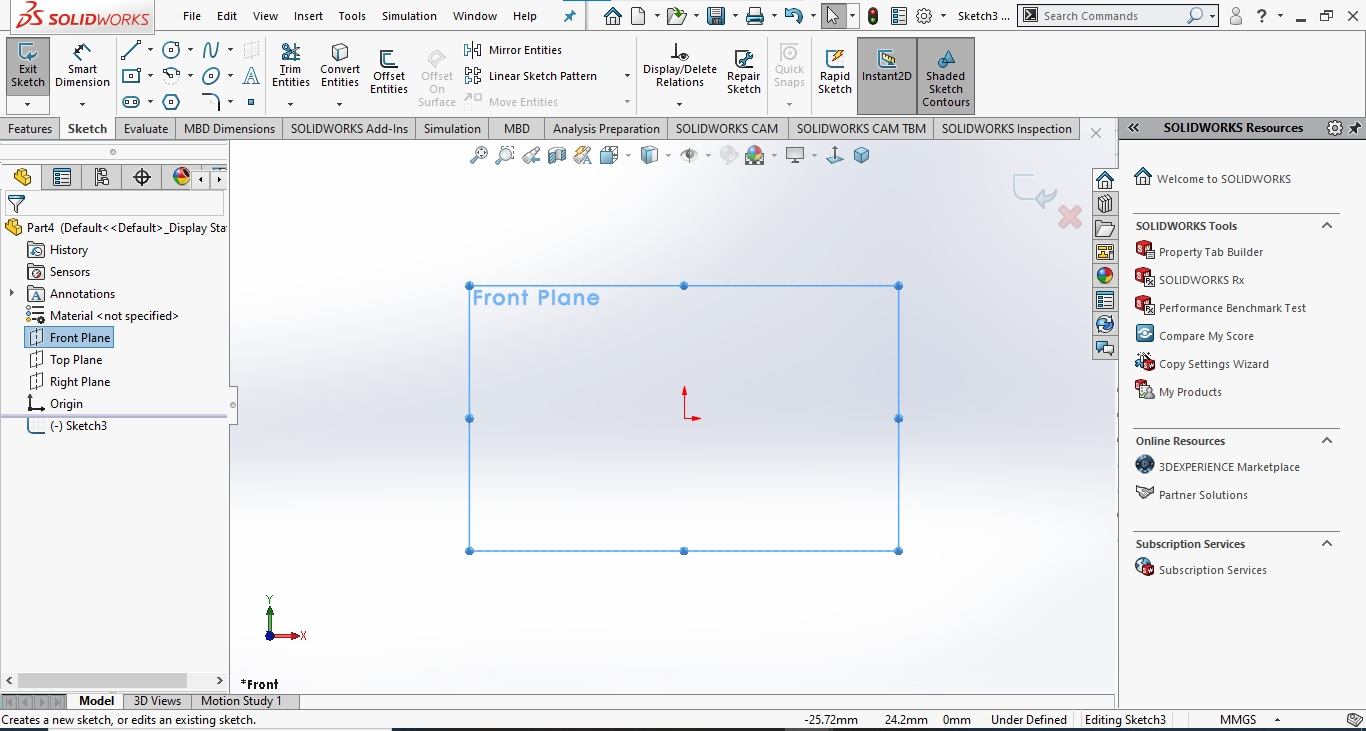 SOLIDWORKS File Edit View Insert Tools Simulation Window Help Sketch3 ... Search Commands ?
Exit Sketch
Smart Dimension
Trim Entities
Convert Entities
Offset Entities
Offset On Surface
Mirror Entities
Linear Sketch Pattern
Move Entities
Display/Delete Relations
Repair Sketch
Quick Snaps
Rapid Sketch
Instant2D
Shaded Sketch Contours
Features Sketch Evaluate MBD Dimensions SOLIDWORKS Add-Ins Simulation MBD Analysis Preparation SOLIDWORKS CAM SOLIDWORKS CAM TBM SOLIDWORKS Inspection
Part4 (Default<<Default>_Display Sta
History
Sensors
Annotations
Material <not specified>
Front Plane
Top Plane
Right Plane
Origin
(-) Sketch3
Front Plane
Y
X
*Front
SOLIDWORKS Resources
Welcome to SOLIDWORKS
SOLIDWORKS Tools
Property Tab Builder
SOLIDWORKS Rx
Performance Benchmark Test
Compare My Score
Copy Settings Wizard
My Products
Online Resources
3DEXPERIENCE Marketplace
Partner Solutions
Subscription Services
Subscription Services
Model 3D Views Motion Study 1
Creates a new sketch, or edits an existing sketch. -25.72mm 24.2mm 0mm Under Defined Editing Sketch3 MMGS